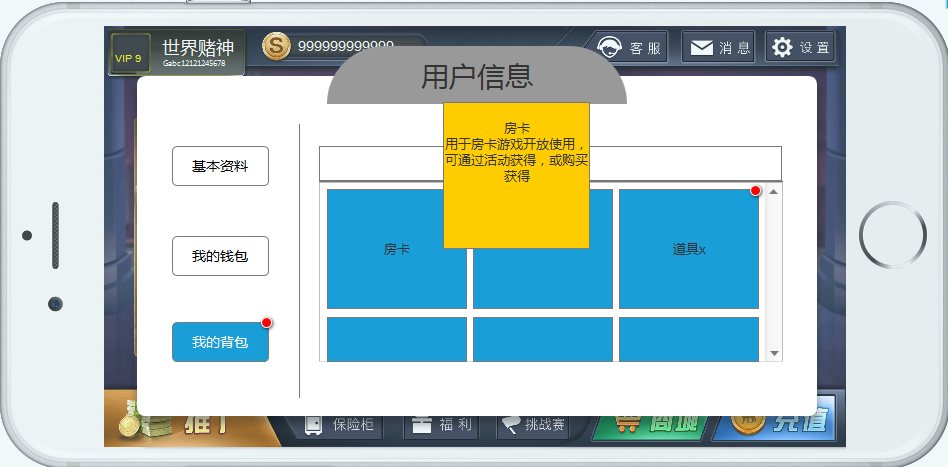 VIP 9
世界赌神
Gabc12121245678
999999999999
客 服
消 息
设 置
用户信息
房卡
用于房卡游戏开放使用，
可通过活动获得，或购买
获得
基本资料
我的钱包
我的背包
房卡
道具x
推广
保险柜
福 利
挑战赛
商城
充值